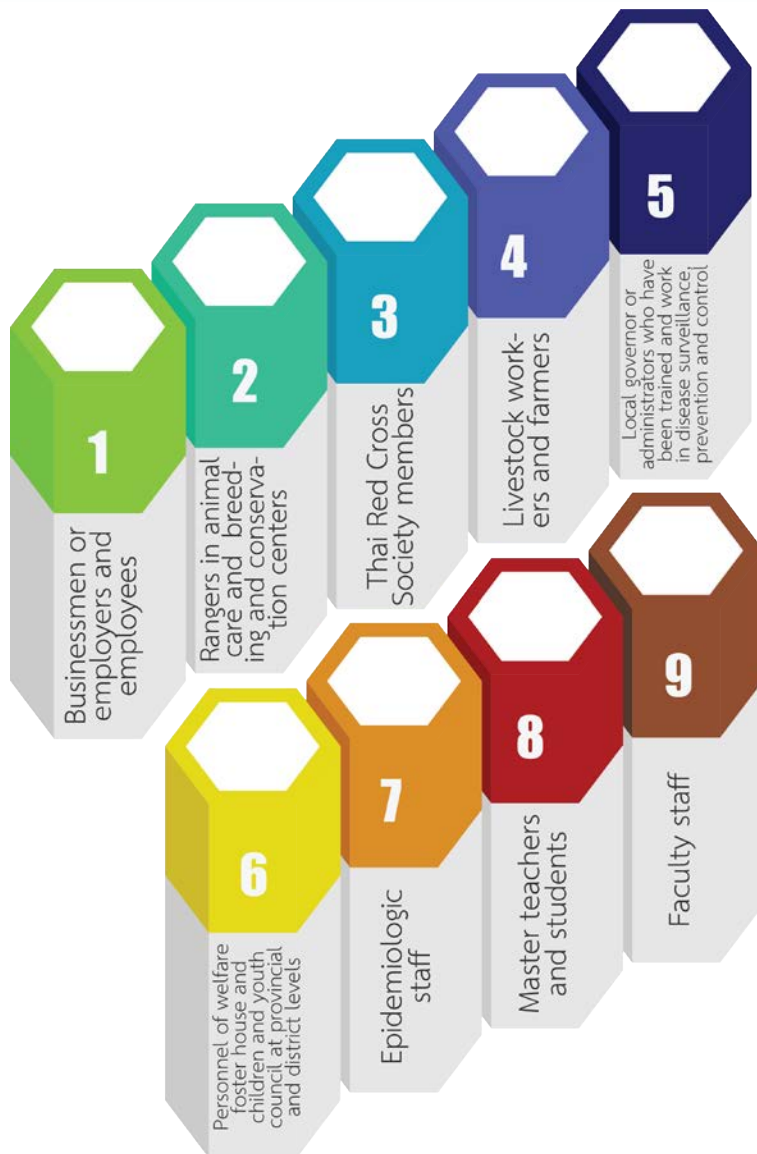 1
Businessmen or
employers and
employees
2
Rangers in animal
care and breed-
ing and conserva-
tion centers
3
Thai Red Cross
Society members
4
Livestock work-
ers and farmers
5
Local governor or
administrators who have
been trained and work
in disease surveillance,
prevention and control
6
Personnel of welfare
foster house and
children and youth
council at provincial
and district levels
7
Epidemiologic
staff
8
Master teachers
and students
9
Faculty staff